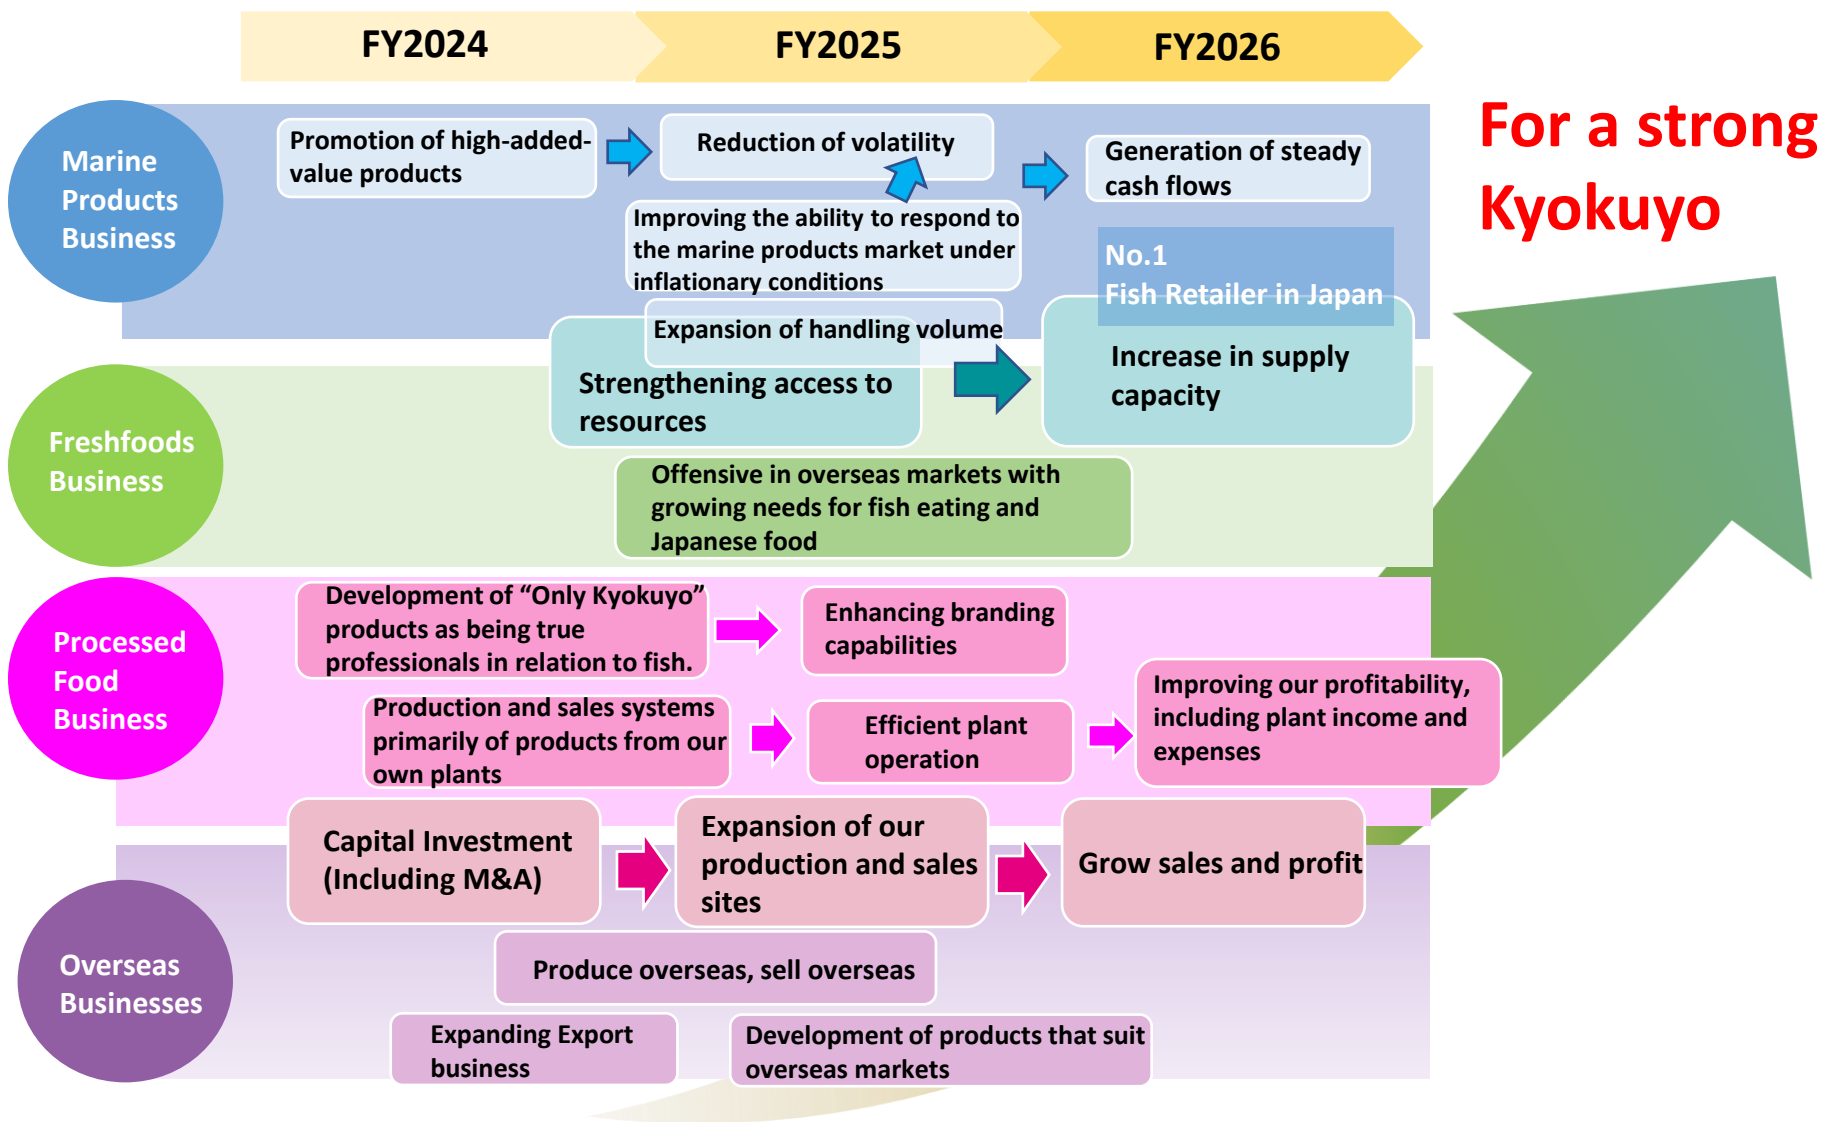 FY2024
FY2025
FY2026
For a strong
Kyokuyo
Marine
Products
Business
Promotion of high-added-
value products
Reduction of volatility
Generation of steady
cash flows
Improving the ability to respond to
the marine products market under
inflationary conditions
No.1
Fish Retailer in Japan
Expansion of handling volume
Strengthening access to
resources
Increase in supply
capacity
Freshfoods
Business
Offensive in overseas markets with
growing needs for fish eating and
Japanese food
Processed
Food
Business
Development of “Only Kyokuyo”
products as being true
professionals in relation to fish.
Enhancing branding
capabilities
Production and sales systems
primarily of products from our
own plants
Efficient plant
operation
Improving our profitability,
including plant income and
expenses
Capital Investment
(Including M&A)
Expansion of our
production and sales
sites
Grow sales and profit
Overseas
Businesses
Produce overseas, sell overseas
Expanding Export
business
Development of products that suit
overseas markets